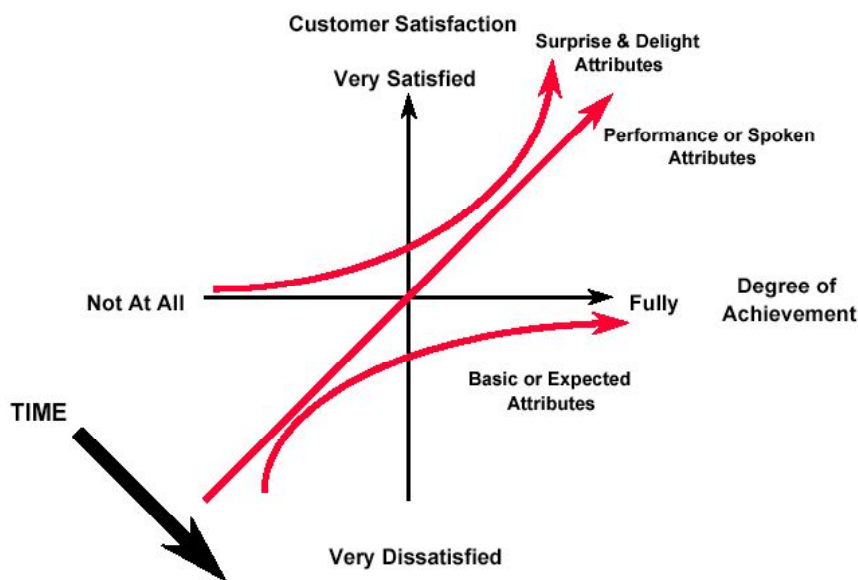 Customer Satisfaction
Surprise & Delight
Attributes
Very Satisfied
Performance or Spoken
Attributes
Not At All
Fully
Degree of
Achievement
Basic or Expected
Attributes
TIME
Very Dissatisfied